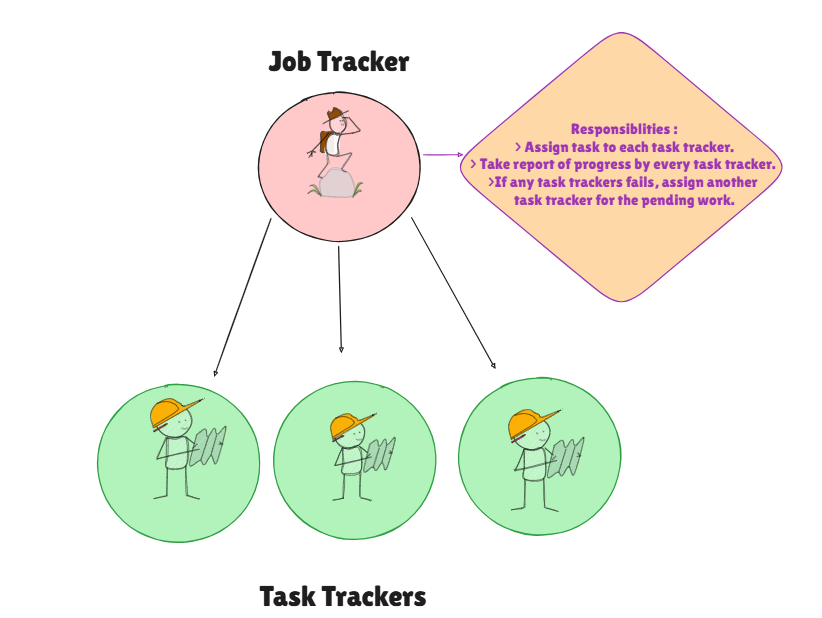 Job Tracker
Responsiblities :
> Assign task to each task tracker.
> Take report of progress by every task tracker.
>If any task trackers fails, assign another
task tracker for the pending work.
Task Trackers